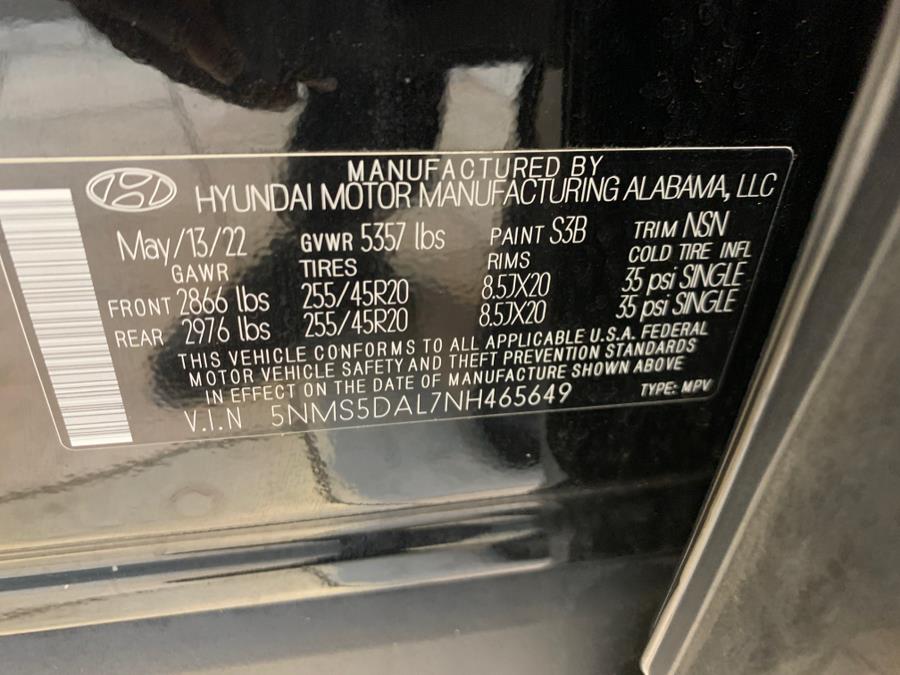 MANUFACTURED BY
HYUNDAI MOTOR MANUFACTURING ALABAMA, LLC
May/13/22 GVWR 5357 lbs PAINT S3B TRIM NSN
GAWR TIRES RIMS COLD TIRE INFL
FRONT 2866 lbs 255/45R20 8.5JX20 35 psi SINGLE
REAR 2976 lbs 255/45R20 8.5JX20 35 psi SINGLE
THIS VEHICLE CONFORMS TO ALL APPLICABLE U.S.A. FEDERAL
MOTOR VEHICLE SAFETY AND THEFT PREVENTION STANDARDS
IN EFFECT ON THE DATE OF MANUFACTURE SHOWN ABOVE
V.I.N 5NMS5DAL7NH465649 TYPE: MPV